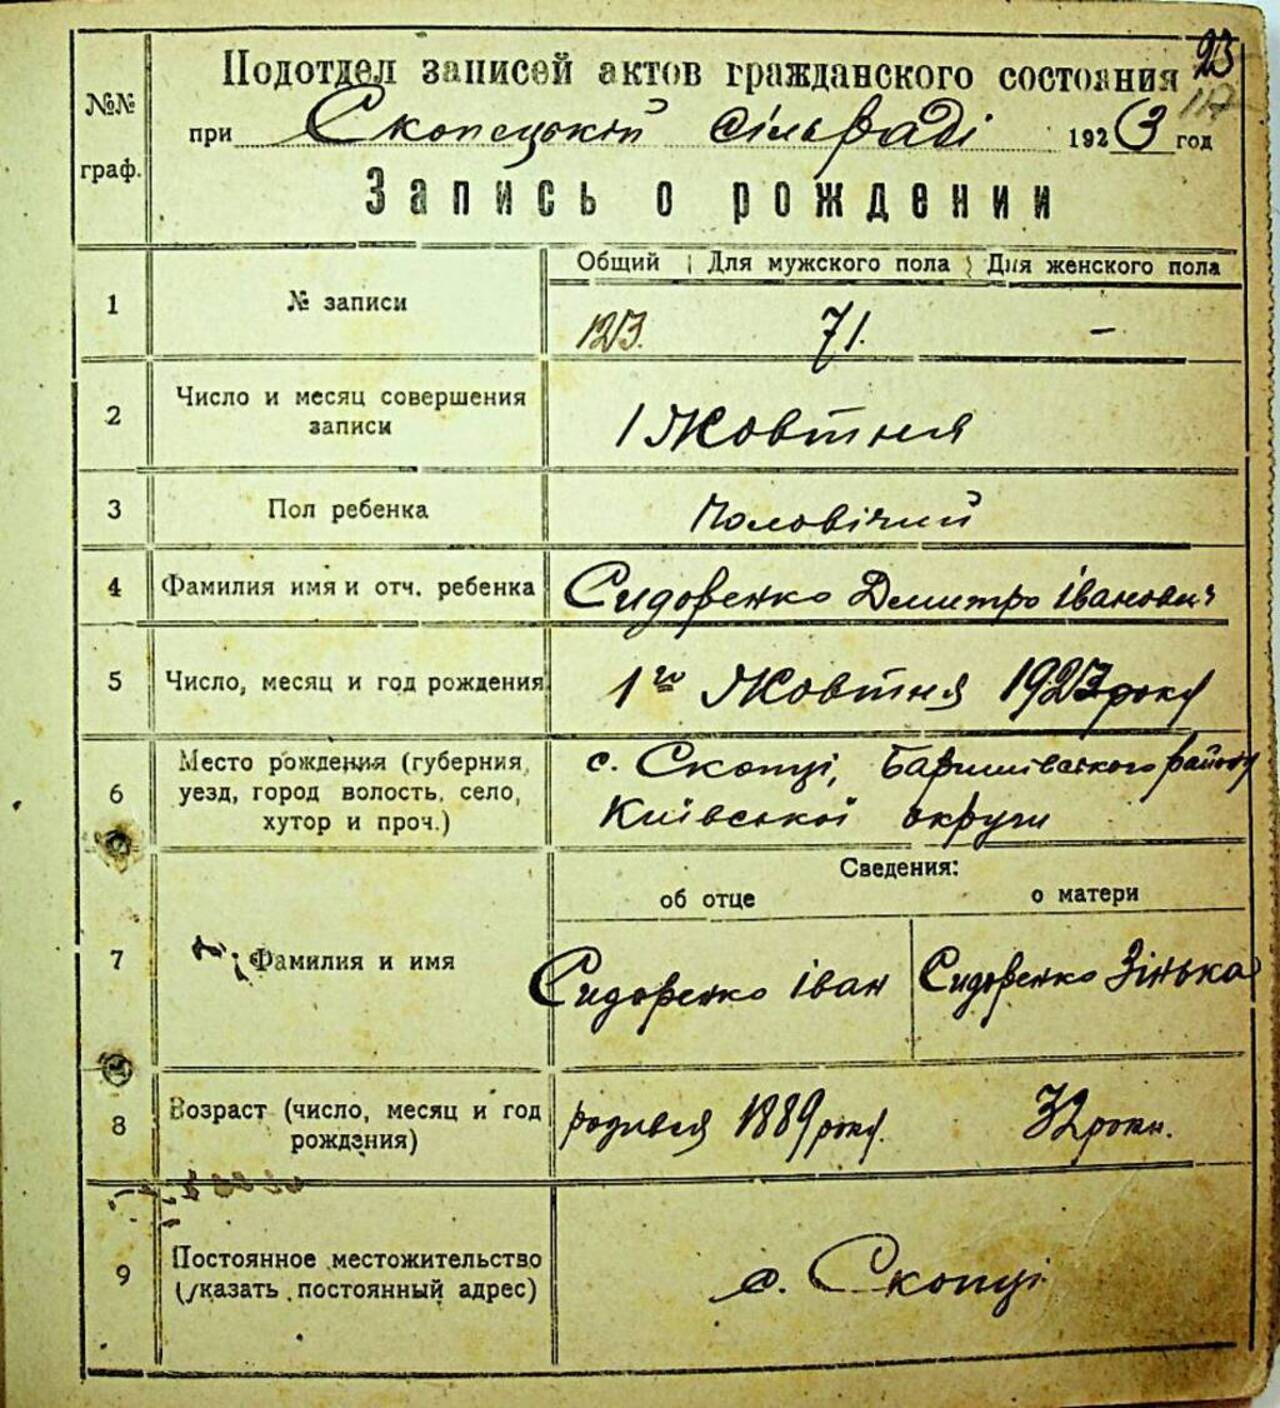 23
117
№№ граф.
Подотдел записей актов гражданского состояния
при Скопецькій сільраді 1923 год
Запись о рождении
Общий Для мужского пола Для женского пола
1 № записи 123. 71. –
2 Число и месяц совершения
записи
1 Жовтня
3 Пол ребенка Чоловічий
4 Фамилия имя и отч. ребенка Сидоренко Дмитро Іванович
5 Число, месяц и год рождения 1го Жовтня 1923 року
6 Место рождения (губерния,
уезд, город волость, село,
хутор и проч.)
с. Скопці, Баришівського району
Київської округи
Сведения:
об отце о матери
7 Фамилия и имя Сидоренко Іван Сидоренко Зінька
8 Возраст (число, месяц и год
рождения)
родився 1889 року. 32 роки.
9 Постоянное местожительство
(указать постоянный адрес)
с. Скопці